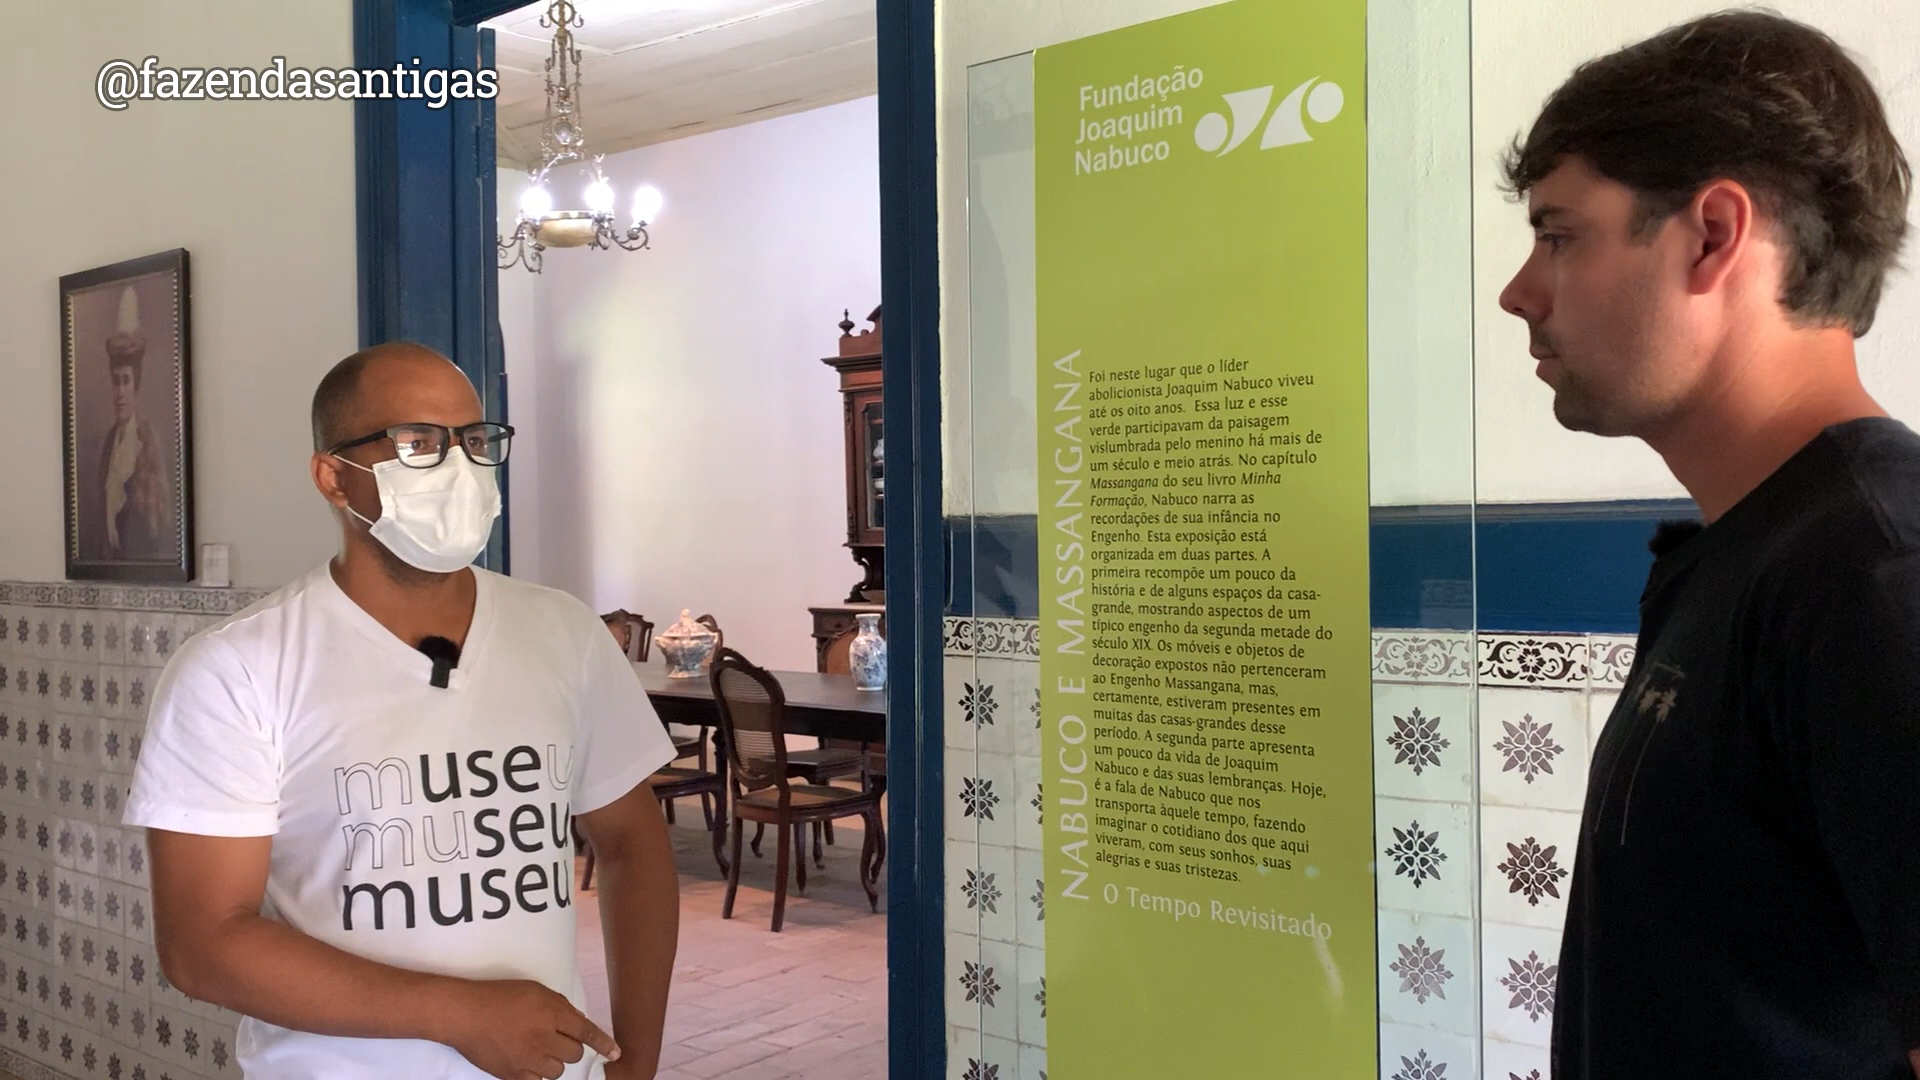 @fazendasantigas
Fundação
Joaquim
Nabuco
NABUCO E MASSANGANA
Foi neste lugar que o líder
abolicionista Joaquim Nabuco viveu
até os oito anos. Essa luz e esse
verde participavam da paisagem
vislumbrada pelo menino há mais de
um século e meio atrás. No capítulo
Massangana do seu livro Minha
Formação, Nabuco narra as
recordações de sua infância no
Engenho. Esta exposição está
organizada em duas partes. A
primeira recompõe um pouco da
história e de alguns espaços da casa-
grande, mostrando aspectos de um
típico engenho da segunda metade do
século XIX. Os móveis e objetos de
decoração expostos não pertenceram
ao Engenho Massangana, mas,
certamente, estiveram presentes em
muitas das casas-grandes desse
período. A segunda parte apresenta
um pouco da vida de Joaquim
Nabuco e das suas lembranças. Hoje,
é a fala de Nabuco que nos
transporta àquele tempo, fazendo
imaginar o cotidiano dos que aqui
viveram, com seus sonhos, suas
alegrias e suas tristezas.
O Tempo Revisitado
museu
museu
museu